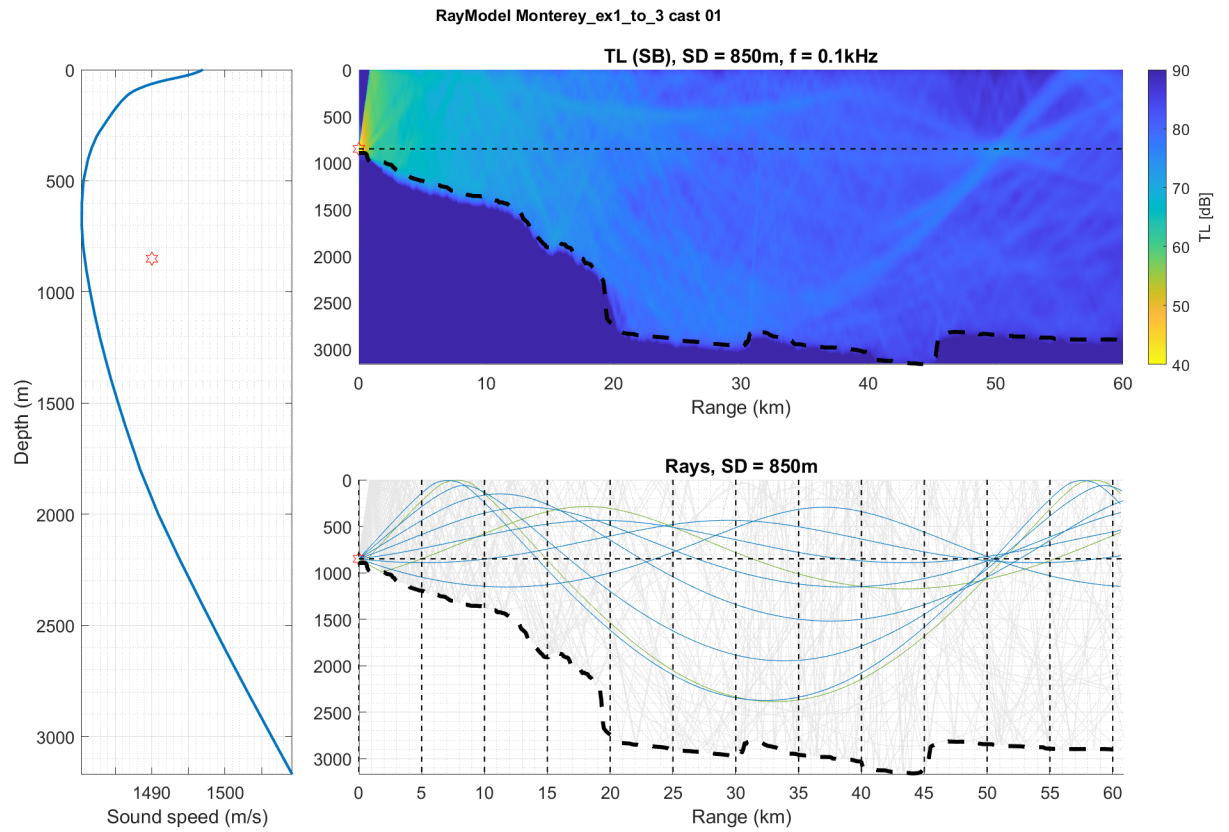 RayModel Monterey_ex1_to_3 cast 01
TL (SB), SD = 850m, f = 0.1kHz
0
500
1000
1500
2000
2500
3000
Depth (m)
1490 1500
Sound speed (m/s)
0
500
1000
1500
2000
2500
3000
0 10 20 30 40 50 60
Range (km)
90
80
70
60
50
40
TL [dB]
Rays, SD = 850m
0
500
1000
1500
2000
2500
3000
0 5 10 15 20 25 30 35 40 45 50 55 60
Range (km)